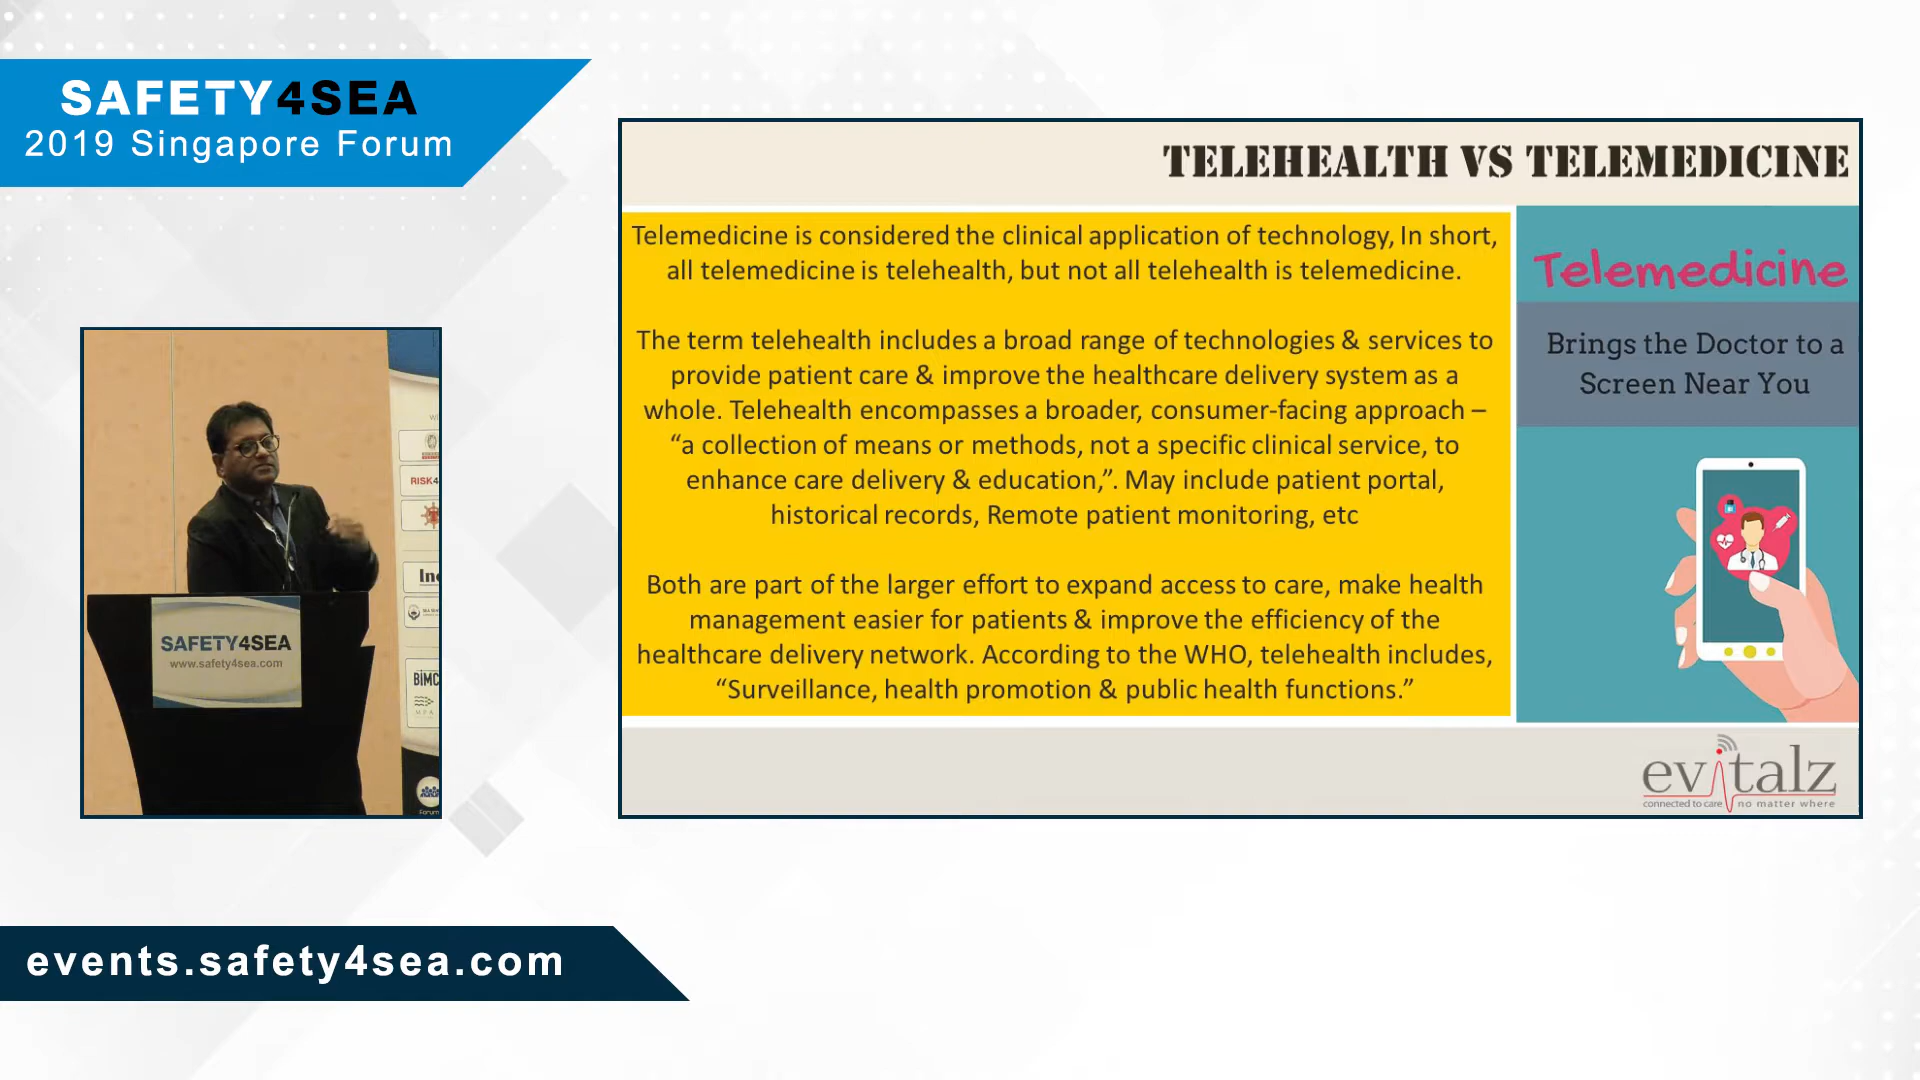 SAFETY4SEA
2019 Singapore Forum
TELEHEALTH VS TELEMEDICINE
Telemedicine is considered the clinical application of technology, In short,
all telemedicine is telehealth, but not all telehealth is telemedicine.
The term telehealth includes a broad range of technologies & services to
provide patient care & improve the healthcare delivery system as a
whole. Telehealth encompasses a broader, consumer-facing approach –
“a collection of means or methods, not a specific clinical service, to
enhance care delivery & education,”. May include patient portal,
historical records, Remote patient monitoring, etc
Both are part of the larger effort to expand access to care, make health
management easier for patients & improve the efficiency of the
healthcare delivery network. According to the WHO, telehealth includes,
“Surveillance, health promotion & public health functions.”
Telemedicine
Brings the Doctor to a
Screen Near You
evitalz
connected to care no matter where
RISK4
In
BIMC
MPA
Forum
SAFETY4SEA
www.safety4sea.com
events.safety4sea.com